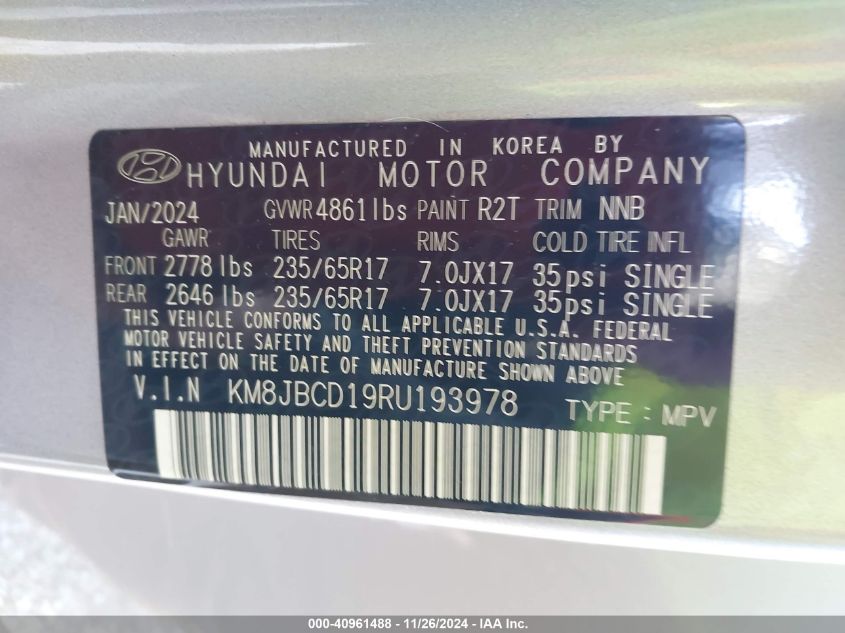 MANUFACTURED IN KOREA BY
HYUNDAI MOTOR COMPANY
JAN/2024 GVWR 4861 lbs PAINT R2T TRIM NNB
GAWR TIRES RIMS COLD TIRE INFL
FRONT 2778 lbs 235/65R17 7.0JX17 35psi SINGLE
REAR 2646 lbs 235/65R17 7.0JX17 35psi SINGLE
THIS VEHICLE CONFORMS TO ALL APPLICABLE U.S.A. FEDERAL
MOTOR VEHICLE SAFETY AND THEFT PREVENTION STANDARDS
IN EFFECT ON THE DATE OF MANUFACTURE SHOWN ABOVE
V.I.N KM8JBCD19RU193978 TYPE : MPV
000-40961488 - 11/26/2024 - IAA Inc.